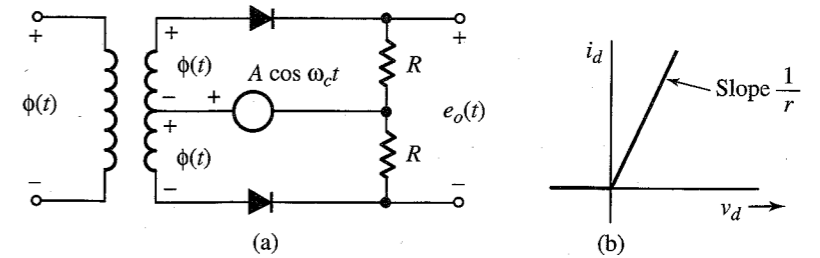 +
ϕ(t)
−
+
ϕ(t)
−
+
ϕ(t)
−
+
A cos ω_c t
R
R
+
e_o(t)
−
(a)
i_d
Slope 1/r
v_d →
(b)